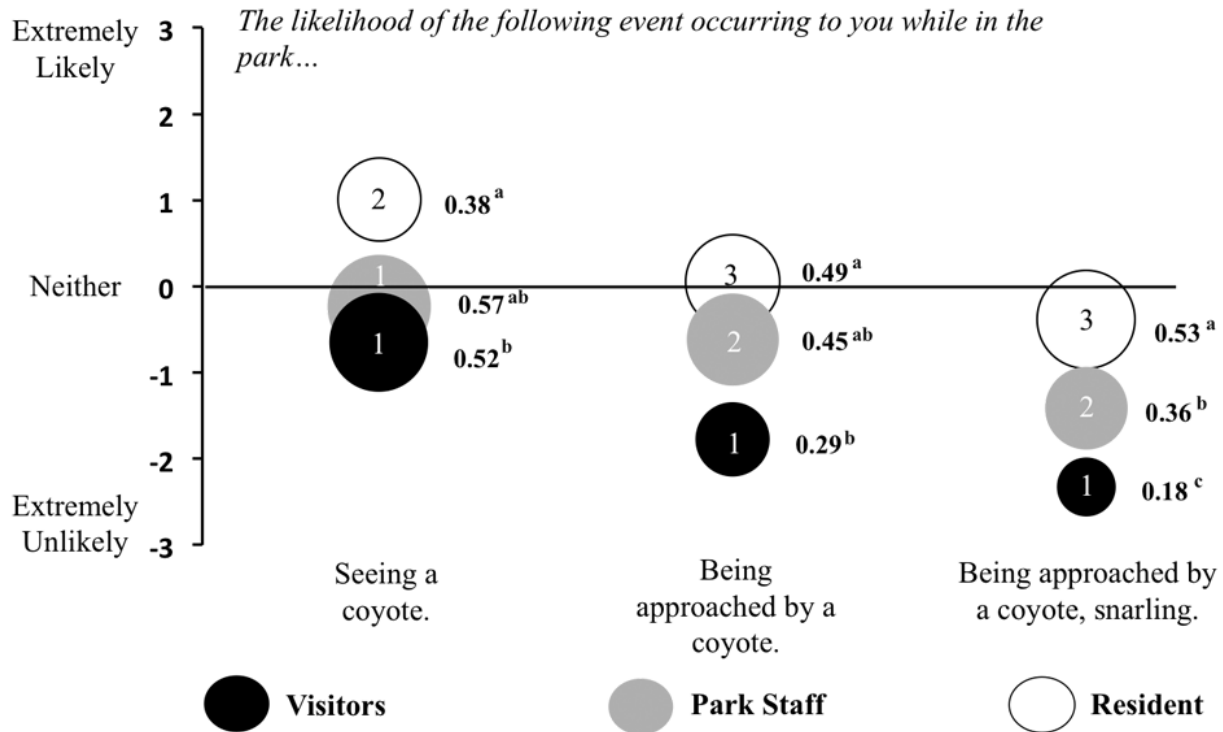 Extremely Likely
3
The likelihood of the following event occurring to you while in the
park…
2
1
Neither
0
-1
-2
Extremely
Unlikely
-3
2
0.38 a
1
0.57 ab
1
0.52 b
3
0.49 a
2
0.45 ab
1
0.29 b
3
0.53 a
2
0.36 b
1
0.18 c
Seeing a
coyote.
Being
approached by a
coyote.
Being approached by
a coyote, snarling.
Visitors
Park Staff
Resident